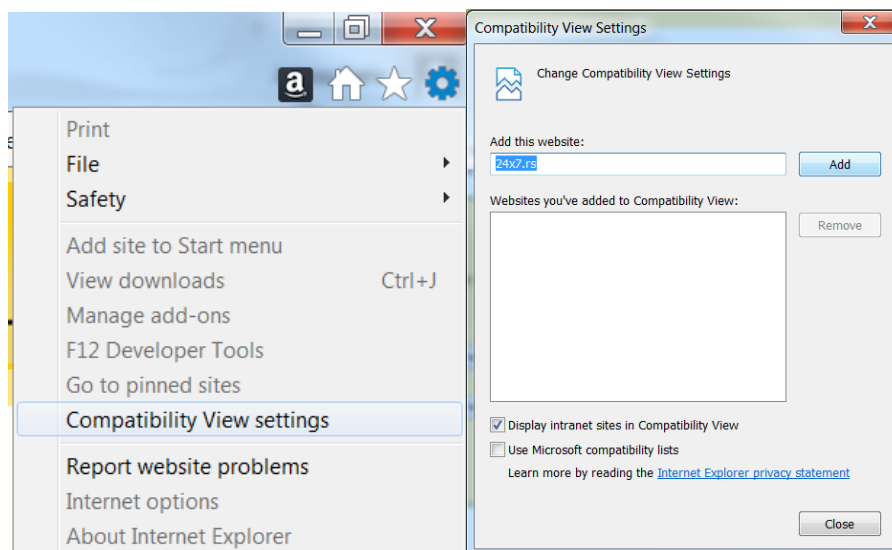 a
Print
File
Safety
Add site to Start menu
View downloads Ctrl+J
Manage add-ons
F12 Developer Tools
Go to pinned sites
Compatibility View settings
Report website problems
Internet options
About Internet Explorer
Compatibility View Settings
Change Compatibility View Settings
Add this website:
24x7.rs Add
Websites you've added to Compatibility View:
Remove
Display intranet sites in Compatibility View
Use Microsoft compatibility lists
Learn more by reading the Internet Explorer privacy statement
Close